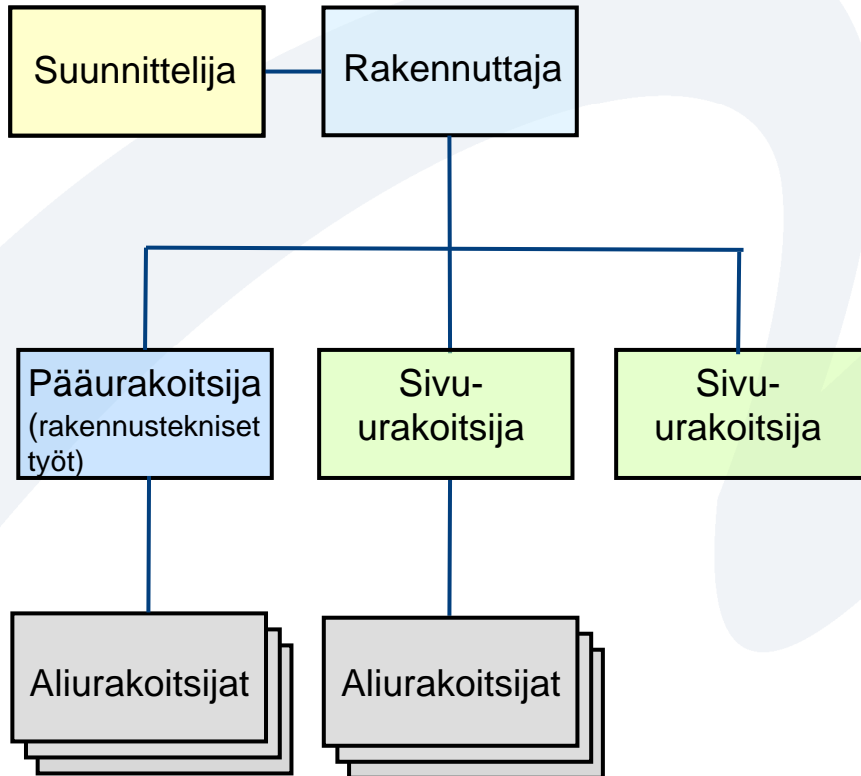 Suunnittelija
Rakennuttaja
Pääurakoitsija
(rakennustekniset
työt)
Sivu-
urakoitsija
Sivu-
urakoitsija
Aliurakoitsijat
Aliurakoitsijat